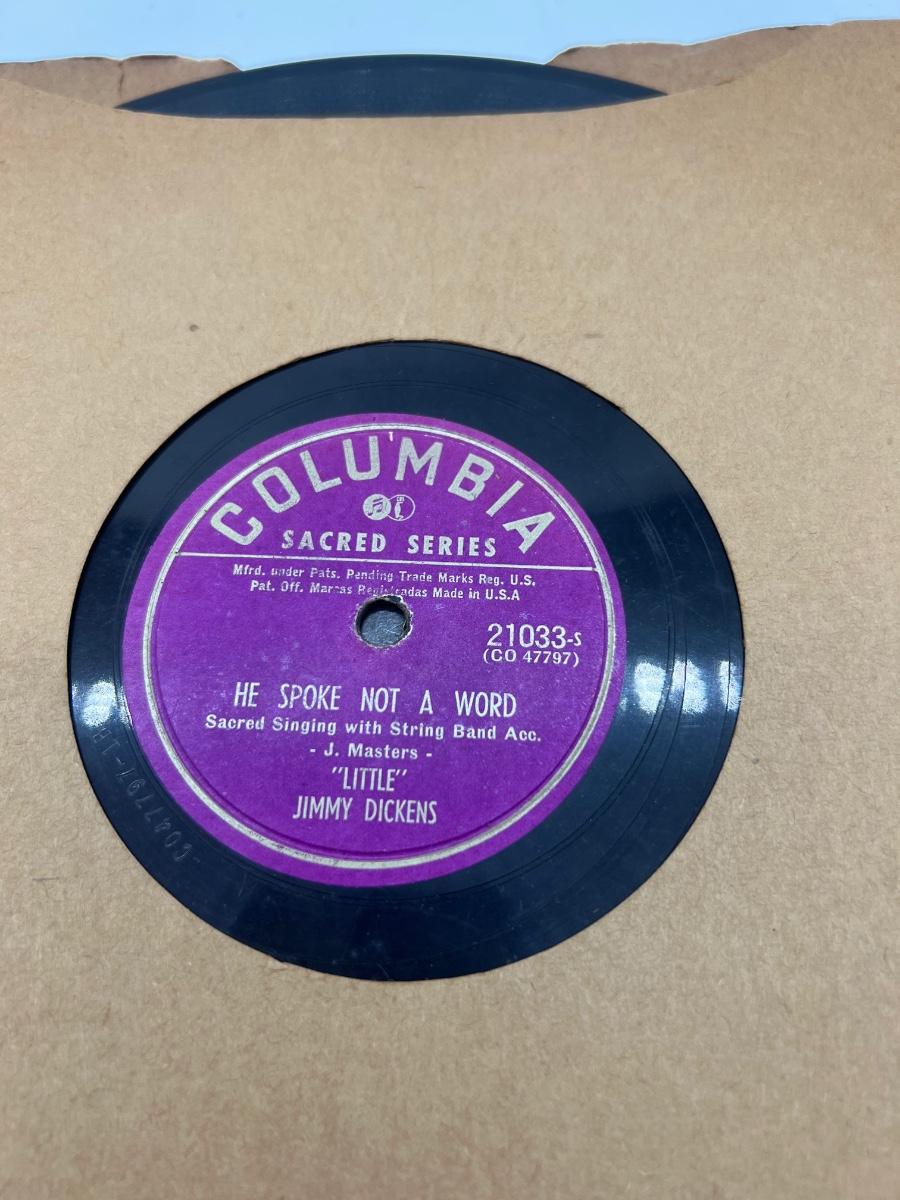 COLUMBIA
SACRED SERIES
Mfrd. under Pats. Pending Trade Marks Reg. U.S.
Pat. Off. Marcas Registradas Made in U.S.A
21033-S
(CO 47797)
HE SPOKE NOT A WORD
Sacred Singing with String Band Acc.
- J. Masters -
"LITTLE"
JIMMY DICKENS